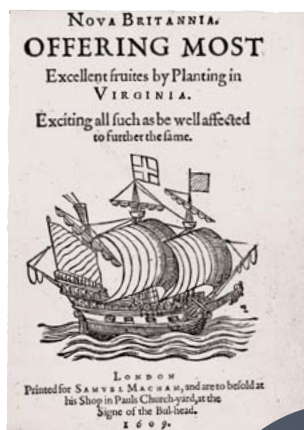 NOVA BRITANNIA.
OFFERING MOST
Excellent fruites by Planting in
VIRGINIA.
Exciting all such as be well affected
to further the same.
LONDON
Printed for SAMVEL MACHAM, and are to be sold at
his Shop in Pauls Church-yard, at the
Signe of the Bul-head.
1609.